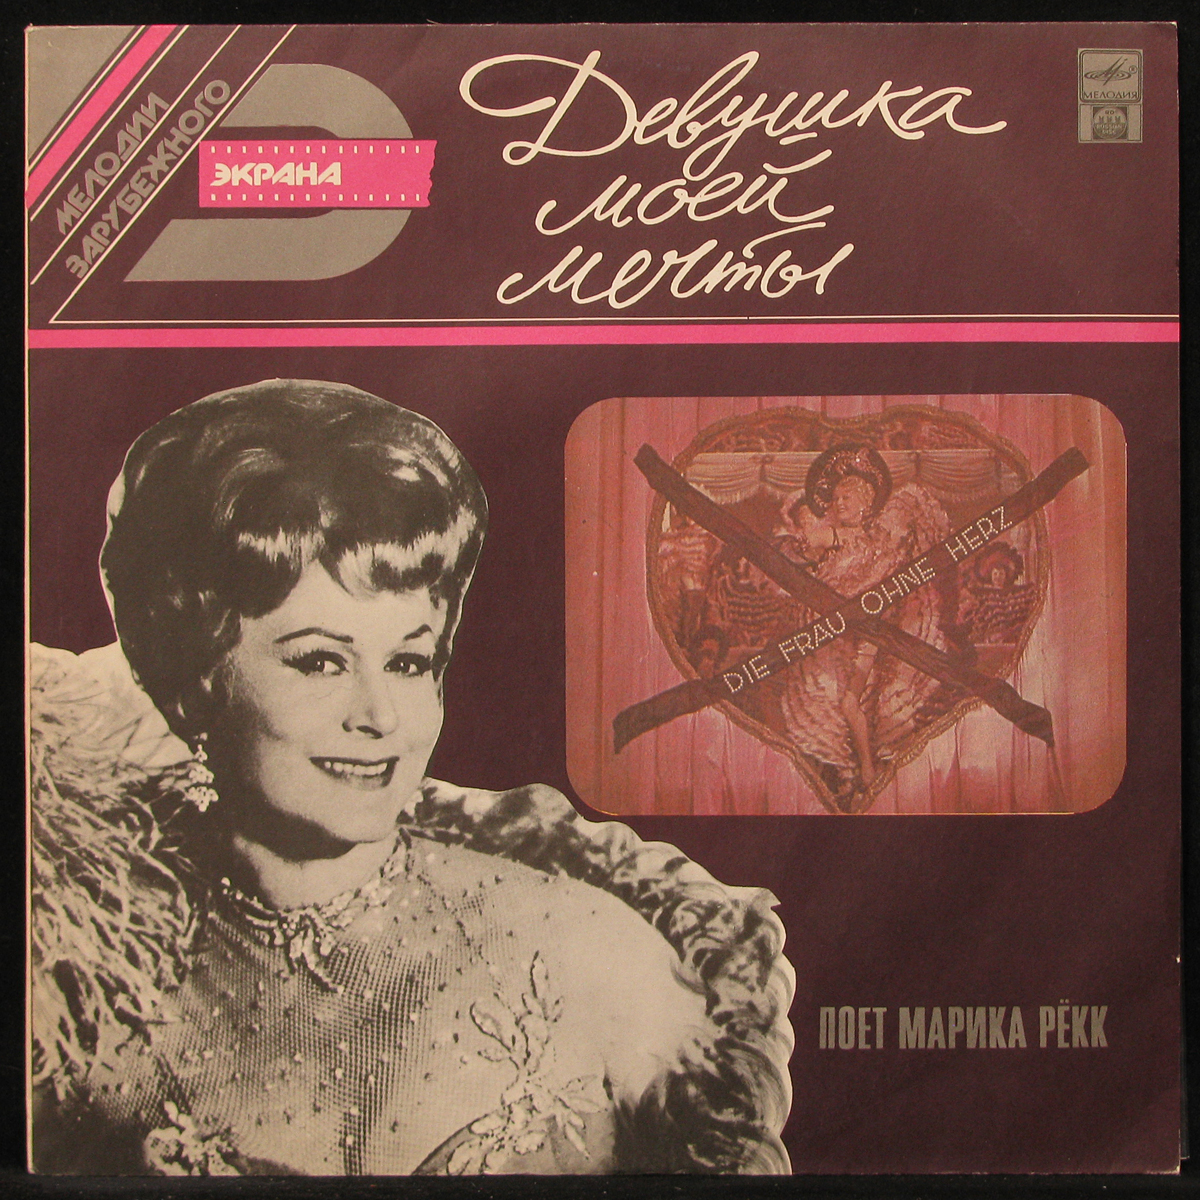 МЕЛОДИИ
ЗАРУБЕЖНОГО
ЭКРАНА
Девушка
моей
мечты
МЕЛОДИЯ
DIE FRAU OHNE HERZ
ПОЕТ МАРИКА РЁКК